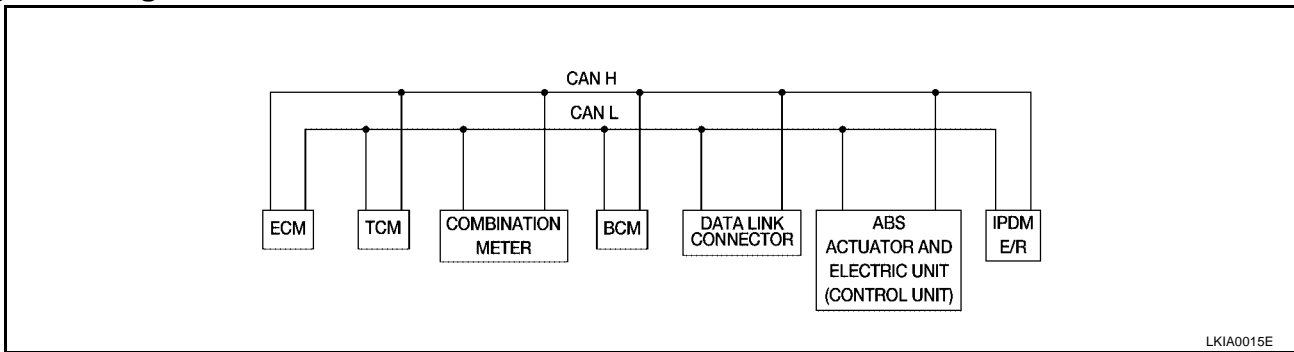 CAN H
CAN L
ECM
TCM
COMBINATION
METER
BCM
DATA LINK
CONNECTOR
ABS
ACTUATOR AND
ELECTRIC UNIT
(CONTROL UNIT)
IPDM
E/R
LKIA0015E